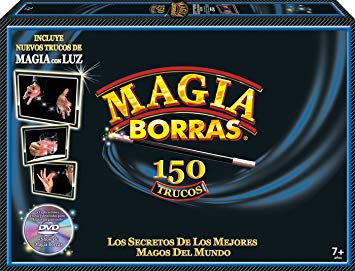 INCLUYE
NUEVOS TRUCOS DE
MAGIA CON LUZ
MAGIA
BORRAS
150
TRUCOS!
DVD
LOS SECRETOS DE LOS MEJORES
MAGOS DEL MUNDO
7+